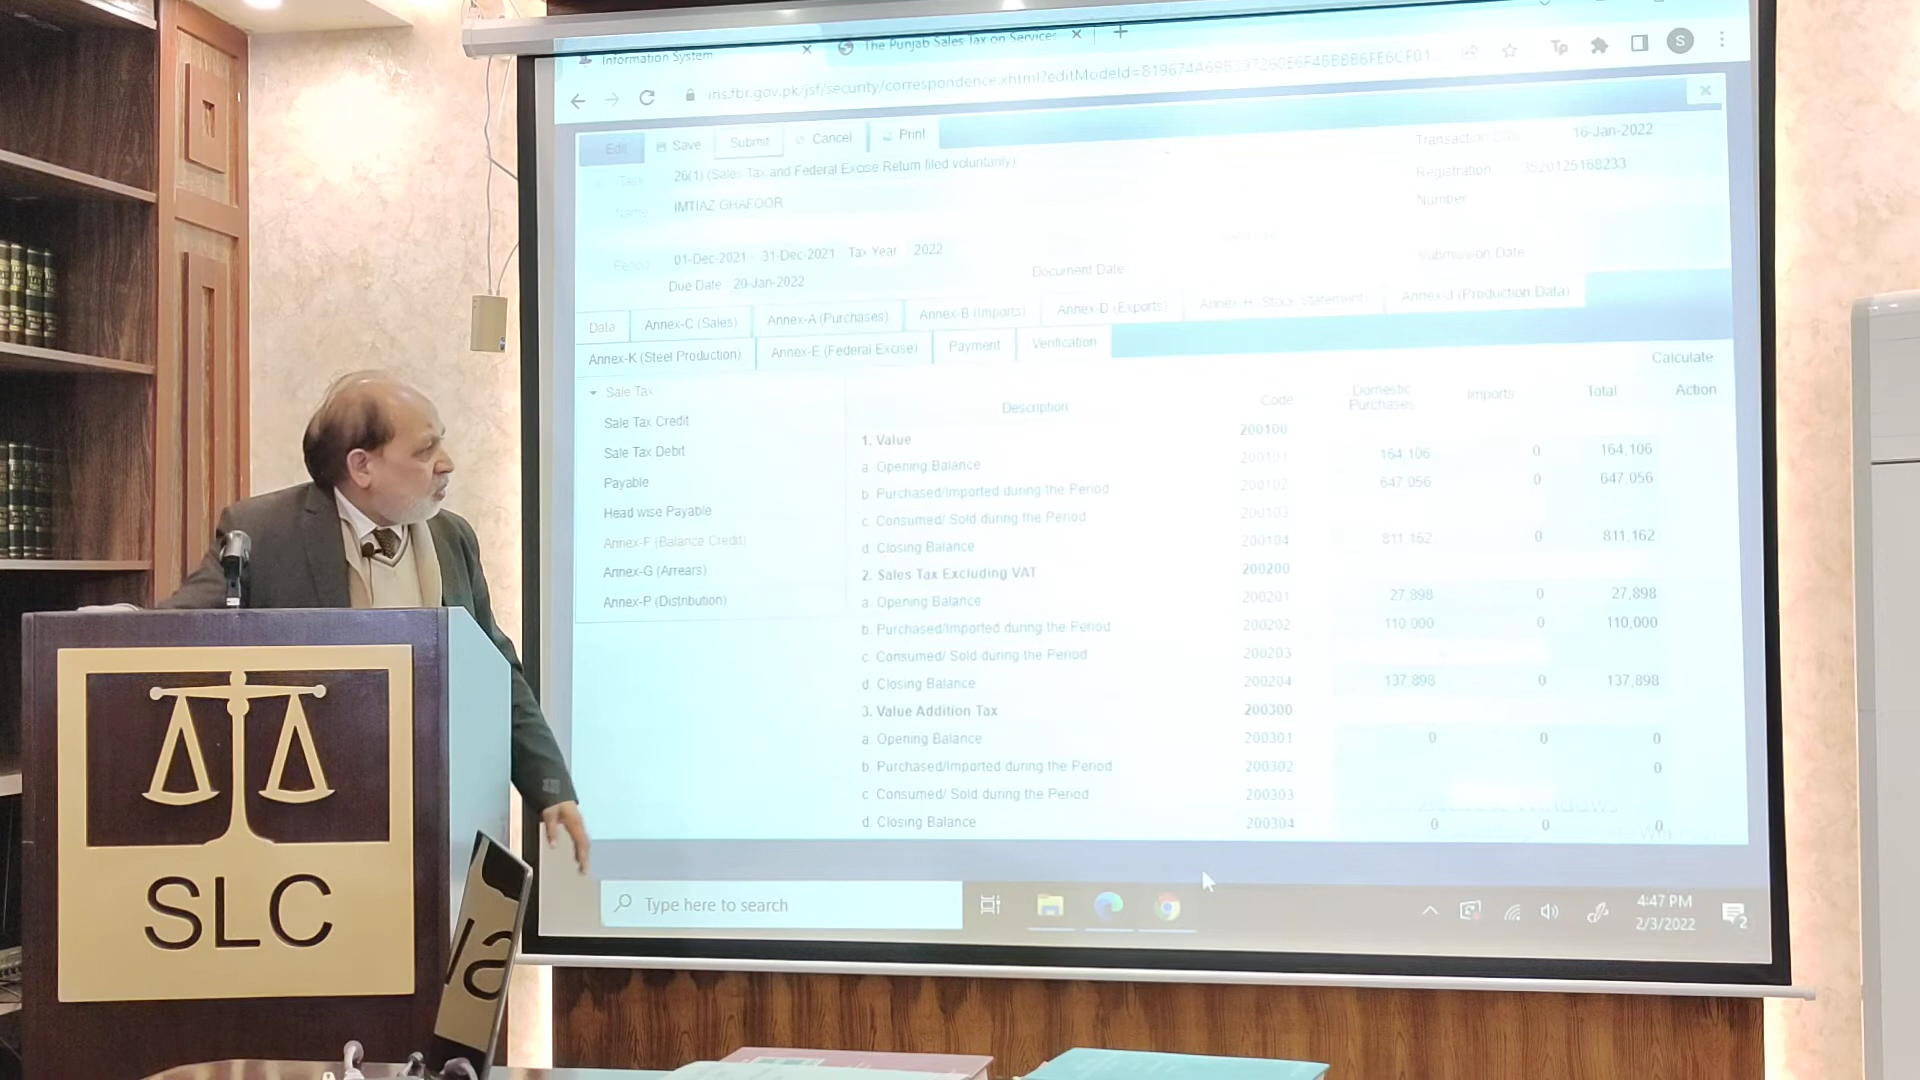 Information System
The Punjab Sales Tax on Services
iris.fbr.gov.pk/jsf/security/correspondence.xhtml?editModeId=
S
Edit Save Submit Cancel Print
Task 26(1) (Sales Tax and Federal Excise Return filed voluntarily)
Name IMTIAZ GHAFOOR
Period 01-Dec-2021 - 31-Dec-2021 Tax Year 2022
Due Date 20-Jan-2022
Document Date
Transaction 16-Jan-2022
Registration 3520125168233
Number
Submission Date
Data Annex-C (Sales) Annex-A (Purchases) Annex-B (Imports) Annex-D (Exports) Annex-H (Stock Statement) Annex-J (Production Data)
Annex-K (Steel Production) Annex-E (Federal Excise) Payment Verification
Calculate
Sale Tax
Sale Tax Credit
Sale Tax Debit
Payable
Head wise Payable
Annex-F (Balance Credit)
Annex-G (Arrears)
Annex-P (Distribution)
Description Code Domestic Purchases Imports Total Action
1. Value 200100
a. Opening Balance 200101 164,106 0 164,106
b. Purchased/Imported during the Period 200102 647,056 0 647,056
c. Consumed/ Sold during the Period 200103
d. Closing Balance 200104 811,162 0 811,162
2. Sales Tax Excluding VAT 200200
a. Opening Balance 200201 27,898 0 27,898
b. Purchased/Imported during the Period 200202 110,000 0 110,000
c. Consumed/ Sold during the Period 200203
d. Closing Balance 200204 137,898 0 137,898
3. Value Addition Tax 200300
a. Opening Balance 200301 0 0 0
b. Purchased/Imported during the Period 200302 0
c. Consumed/ Sold during the Period 200303
d. Closing Balance 200304 0 0 0
Type here to search
4:47 PM
2/3/2022
2
SLC